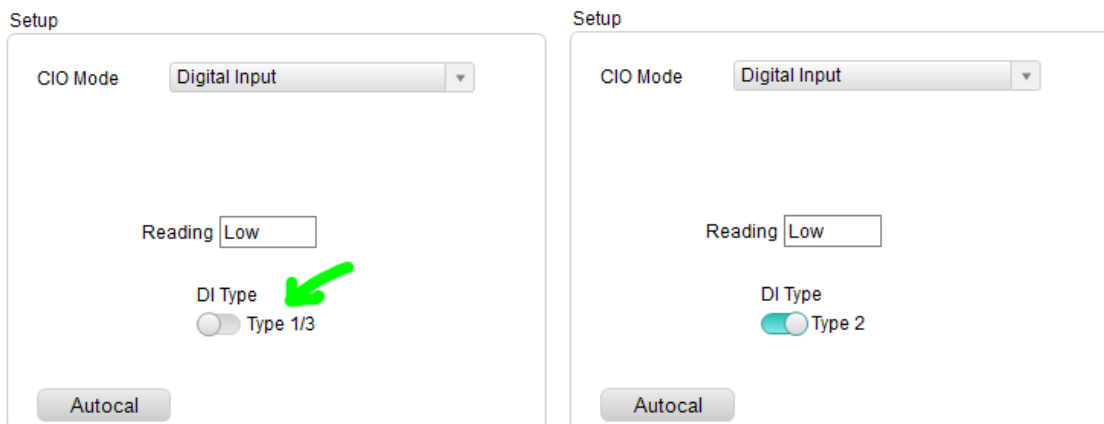 Setup
CIO Mode Digital Input
Reading Low
DI Type
Type 1/3
Autocal
Setup
CIO Mode Digital Input
Reading Low
DI Type
Type 2
Autocal